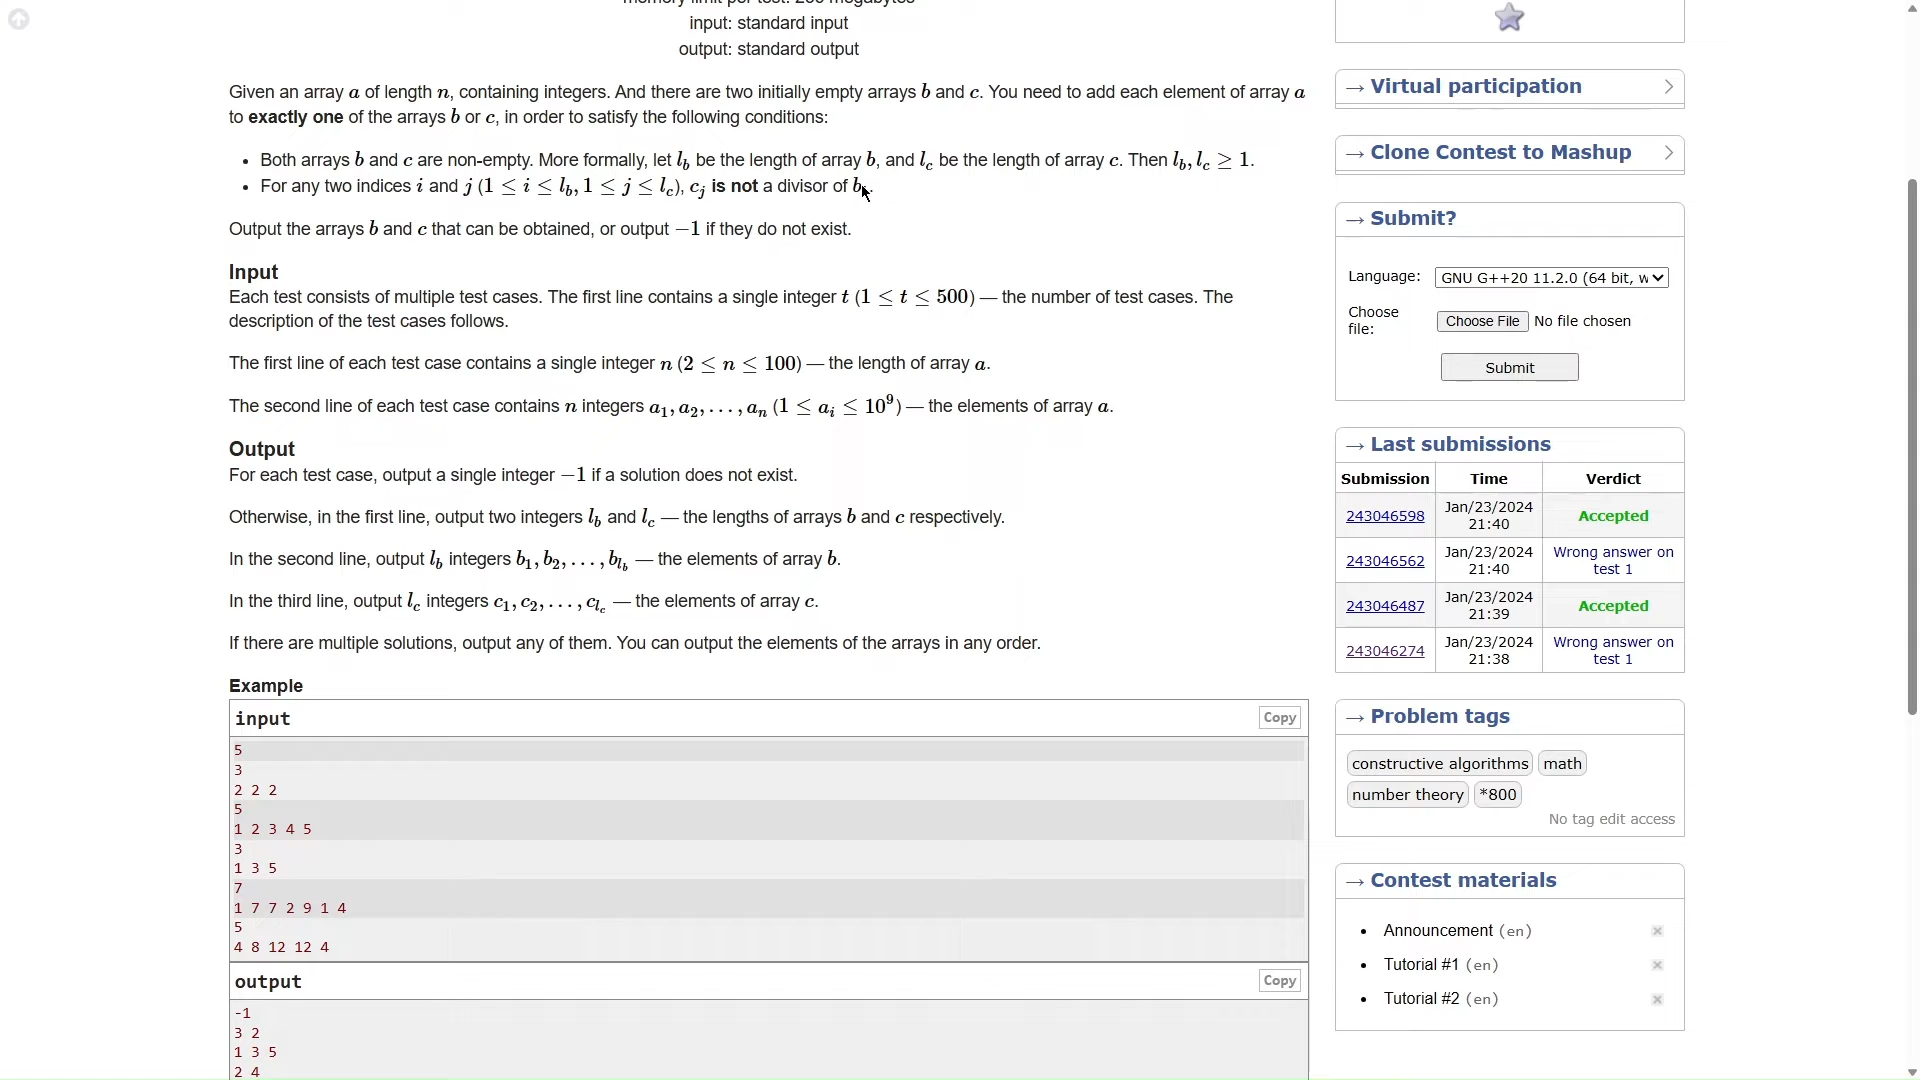 input: standard input
output: standard output
Given an array a of length n, containing integers. And there are two initially empty arrays b and c. You need to add each element of array a
to exactly one of the arrays b or c, in order to satisfy the following conditions:
• Both arrays b and c are non-empty. More formally, let l_b be the length of array b, and l_c be the length of array c. Then l_b, l_c ≥ 1.
• For any two indices i and j (1 ≤ i ≤ l_b, 1 ≤ j ≤ l_c), c_j is not a divisor of b
Output the arrays b and c that can be obtained, or output −1 if they do not exist.
Input
Each test consists of multiple test cases. The first line contains a single integer t (1 ≤ t ≤ 500) — the number of test cases. The
description of the test cases follows.
The first line of each test case contains a single integer n (2 ≤ n ≤ 100) — the length of array a.
The second line of each test case contains n integers a_1, a_2, ..., a_n (1 ≤ a_i ≤ 10^9) — the elements of array a.
Output
For each test case, output a single integer −1 if a solution does not exist.
Otherwise, in the first line, output two integers l_b and l_c — the lengths of arrays b and c respectively.
In the second line, output l_b integers b_1, b_2, ..., b_{l_b} — the elements of array b.
In the third line, output l_c integers c_1, c_2, ..., c_{l_c} — the elements of array c.
If there are multiple solutions, output any of them. You can output the elements of the arrays in any order.
Example
input Copy
5
3
2 2 2
5
1 2 3 4 5
3
1 3 5
7
1 7 7 2 9 1 4
5
4 8 12 12 4
output Copy
-1
3 2
1 3 5
2 4
→ Virtual participation
→ Clone Contest to Mashup
→ Submit?
Language: GNU G++20 11.2.0 (64 bit, w
Choose
file: Choose File No file chosen
Submit
→ Last submissions
Submission Time Verdict
243046598 Jan/23/2024 21:40 Accepted
243046562 Jan/23/2024 21:40 Wrong answer on test 1
243046487 Jan/23/2024 21:39 Accepted
243046274 Jan/23/2024 21:38 Wrong answer on test 1
→ Problem tags
constructive algorithms math
number theory *800
No tag edit access
→ Contest materials
• Announcement (en)
• Tutorial #1 (en)
• Tutorial #2 (en)